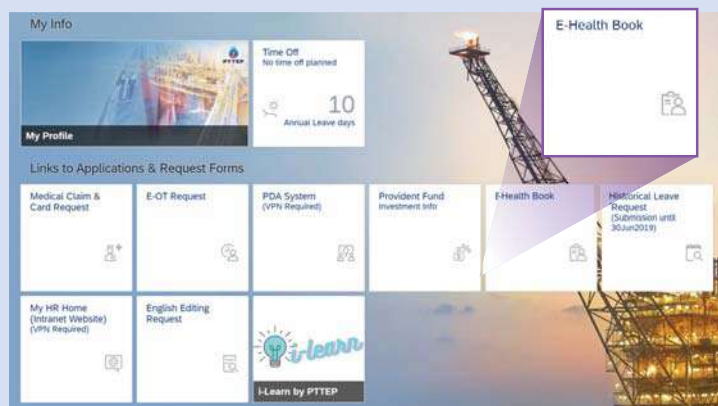 My Info
E-Health Book
PTTEP
My Profile
Time Off
No time off planned
10
Annual Leave days
Links to Applications & Request Forms
Medical Claim &
Card Request
E-OT Request
PDA System
(VPN Required)
Provident Fund
Investment Info
E-Health Book
Historical Leave
Request
(Submission until
30Jun2019)
My HR Home
(Intranet Website)
(VPN Required)
English Editing
Request
i-learn
i-Learn by PTTEP